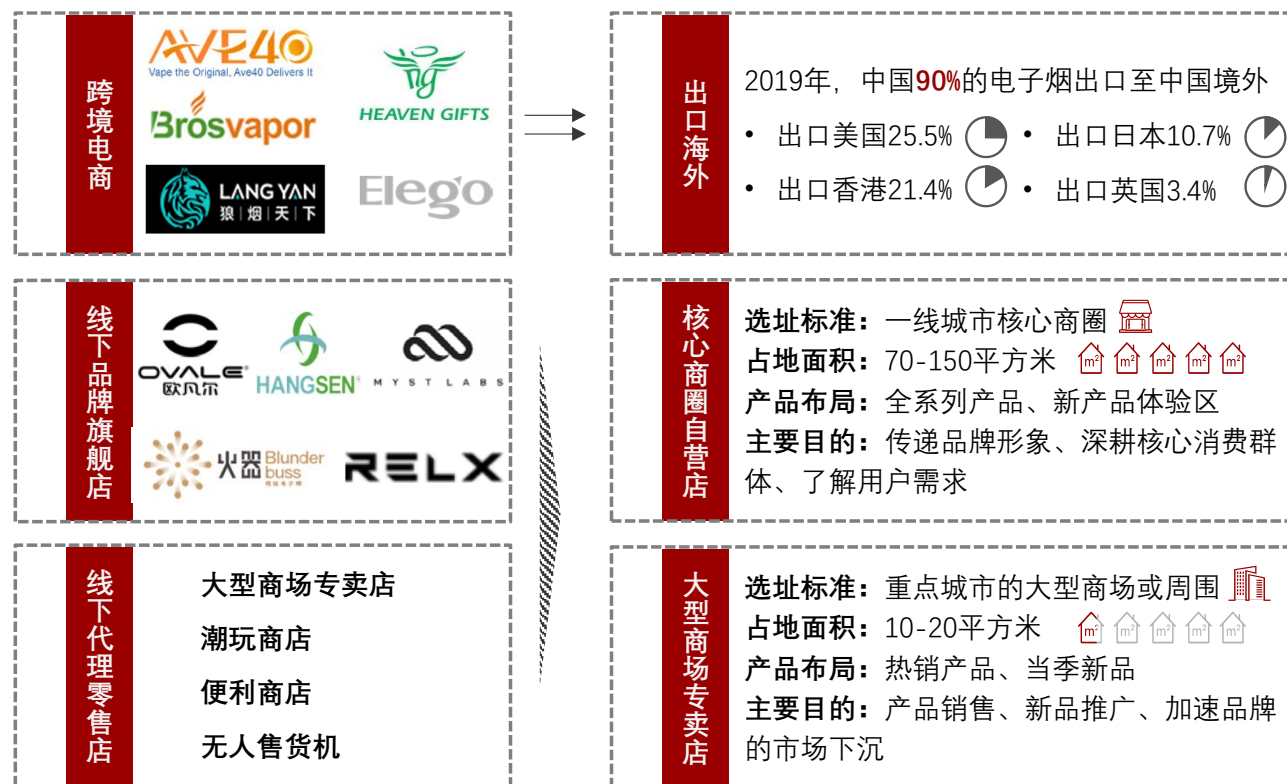 跨境电商
AVE40
Vape the Original, Ave40 Delivers It
HEAVEN GIFTS
Brosvapor
LANG YAN
狼|烟|天|下
Elego
出口海外
2019年，中国90%的电子烟出口至中国境外
• 出口美国25.5%
• 出口日本10.7%
• 出口香港21.4%
• 出口英国3.4%
线下品牌旗舰店
OVALE
欧凡尔
HANGSEN
MYST LABS
火器 Blunder
buss
RELX
核心商圈自营店
选址标准：一线城市核心商圈
占地面积：70-150平方米 m² m² m² m² m²
产品布局：全系列产品、新产品体验区
主要目的：传递品牌形象、深耕核心消费群
体、了解用户需求
线下代理零售店
大型商场专卖店
潮玩商店
便利商店
无人售货机
大型商场专卖店
选址标准：重点城市的大型商场或周围
占地面积：10-20平方米 m² m² m² m² m²
产品布局：热销产品、当季新品
主要目的：产品销售、新品推广、加速品牌
的市场下沉